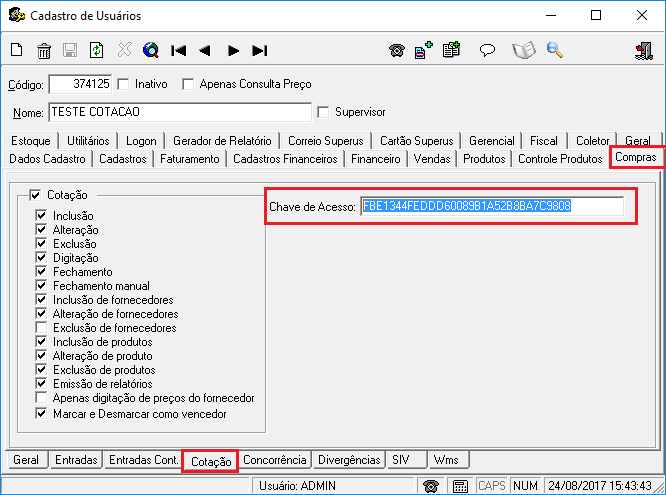 Cadastro de Usuários
Código: 374125 Inativo Apenas Consulta Preço
Nome: TESTE COTACAO Supervisor
Estoque Utilitários Logon Gerador de Relatório Correio Superus Cartão Superus Gerencial Fiscal Coletor Geral
Dados Cadastro Cadastros Faturamento Cadastros Financeiros Financeiro Vendas Produtos Controle Produtos Compras
Cotação
Chave de Acesso: FBE1344FEDDD60089B1A52B8BA7C9808
Inclusão
Alteração
Exclusão
Digitação
Fechamento
Fechamento manual
Inclusão de fornecedores
Alteração de fornecedores
Exclusão de fornecedores
Inclusão de produtos
Alteração de produto
Exclusão de produtos
Emissão de relatórios
Apenas digitação de preços do fornecedor
Marcar e Desmarcar como vencedor
Geral Entradas Entradas Cont. Cotação Concorrência Divergências SIV Wms
Usuário: ADMIN CAPS NUM 24/08/2017 15:43:43